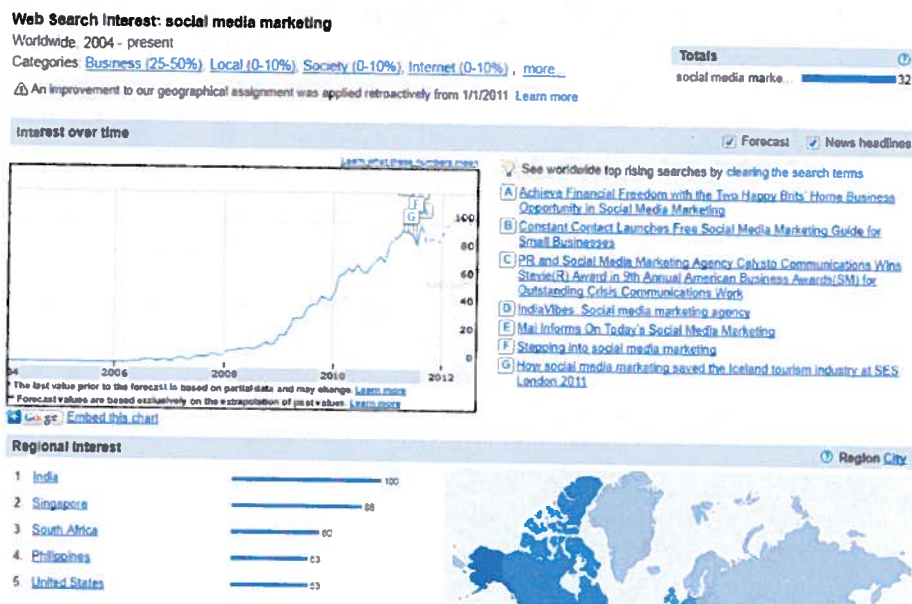 Web Search Interest: social media marketing
Worldwide, 2004 - present
Categories: Business (25-50%), Local (0-10%), Society (0-10%), Internet (0-10%), more...
Totals
social media marke... 32
An improvement to our geographical assignment was applied retroactively from 1/1/2011 Learn more
Interest over time
Forecast News headlines
Learn what these numbers mean
F
G
100
80
60
40
20
0
04 2006 2008 2010 2012
* The last value prior to the forecast is based on partial data and may change. Learn more
** Forecast values are based exclusively on the extrapolation of past values. Learn more
Google Embed this chart
See worldwide top rising searches by clearing the search terms
A Achieve Financial Freedom with the Two Happy Brits' Home Business
Opportunity in Social Media Marketing
B Constant Contact Launches Free Social Media Marketing Guide for
Small Businesses
C PR and Social Media Marketing Agency Calysto Communications Wins
Stevie(R) Award in 9th Annual American Business Awards(SM) for
Outstanding Crisis Communications Work
D IndiaVibes Social media marketing agency
E Mai Informs On Today's Social Media Marketing
F Stepping into social media marketing
G How social media marketing saved the Iceland tourism industry at SES
London 2011
Regional Interest
Region City
1 India 100
2 Singapore 88
3 South Africa 60
4. Philippines
5 United States